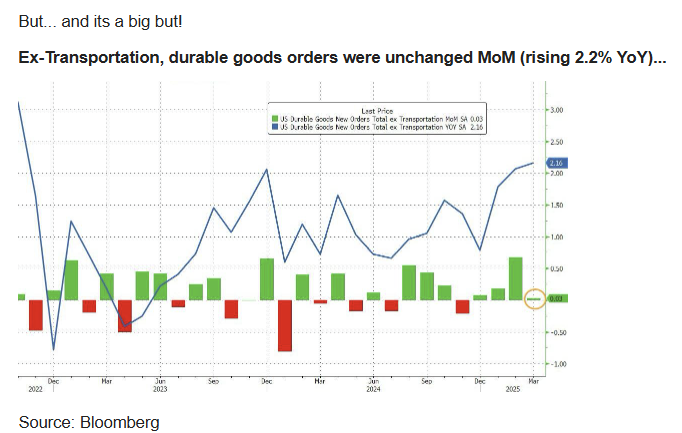 But... and its a big but!
Ex-Transportation, durable goods orders were unchanged MoM (rising 2.2% YoY)...
Last Price
US Durable Goods New Orders Total ex Transportation MoM SA 0.03
US Durable Goods New Orders Total ex Transportation YOY SA 2.16
3.00
2.50
2.16
2.00
1.50
1.00
0.50
0.03
-0.50
-1.00
Dec Mar Jun Sep Dec Mar Jun Sep Dec Mar
2022 2023 2024 2025
Source: Bloomberg